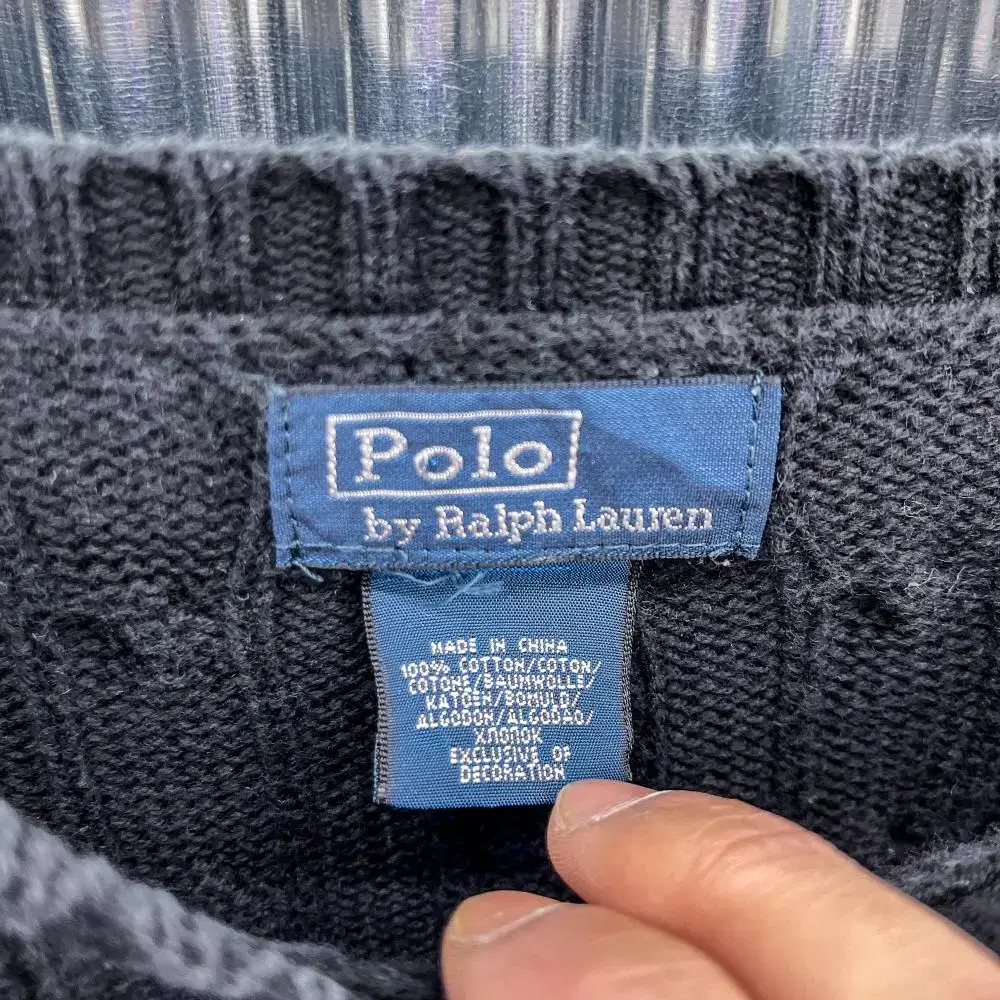 Polo
by Ralph Lauren
MADE IN CHINA
100% COTTON/COTON/
COTONE/BAUMWOLLE/
KATOEN/BOMULD/
ALGODON/ALGODAO/
ХЛОПОК
EXCLUSIVE OF
DECORATION